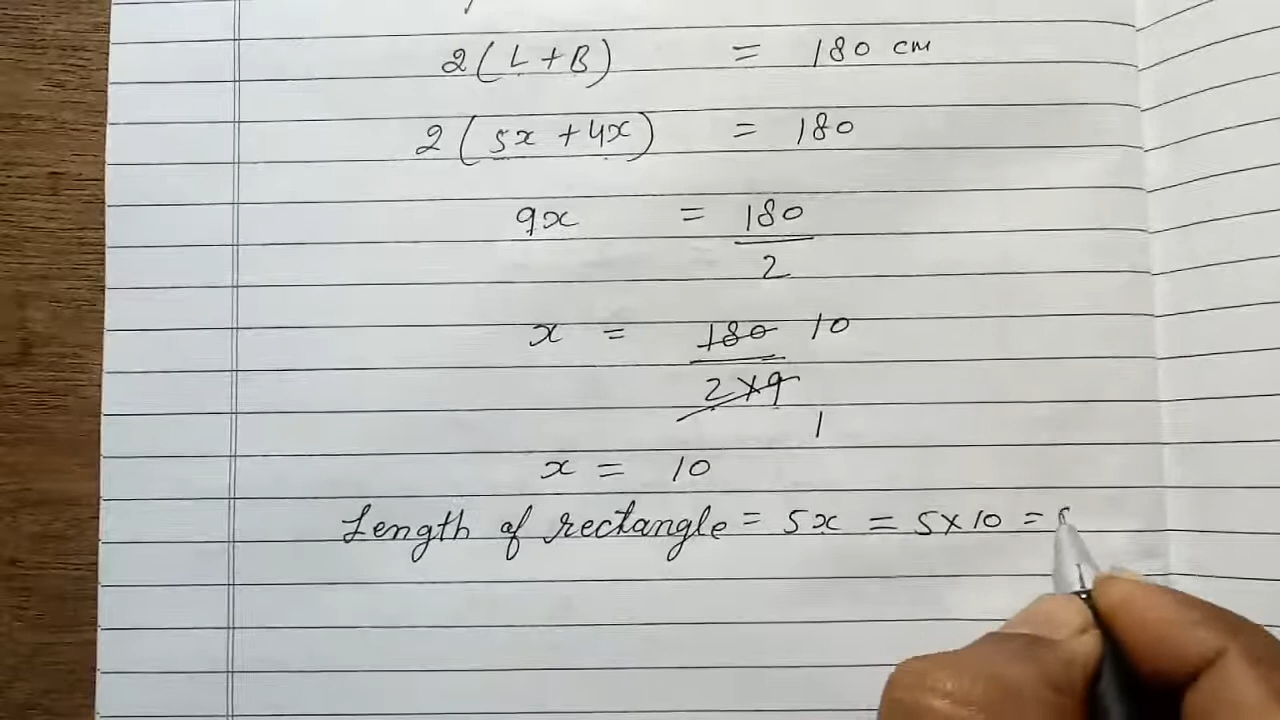 2(L+B) = 180 cm
2(5x+4x) = 180
9x = 180
2
x = 180 10
2×9
1
x = 10
Length of rectangle = 5x = 5×10 =